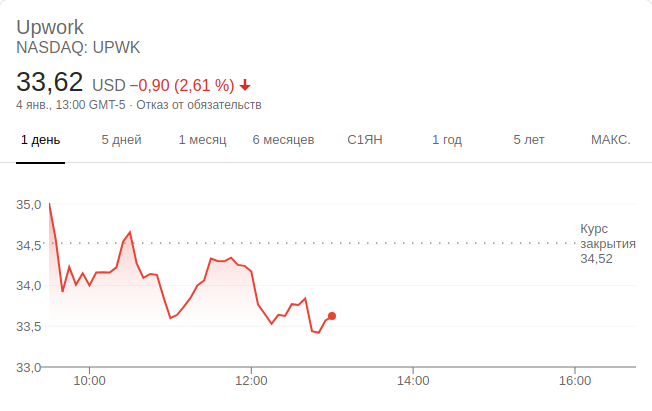 Upwork
NASDAQ: UPWK
33,62 USD −0,90 (2,61 %)
4 янв., 13:00 GMT-5 · Отказ от обязательств
1 день 5 дней 1 месяц 6 месяцев С1ЯН 1 год 5 лет МАКС.
35,0
34,5
34,0
33,5
33,0
Курс
закрытия
34,52
10:00 12:00 14:00 16:00